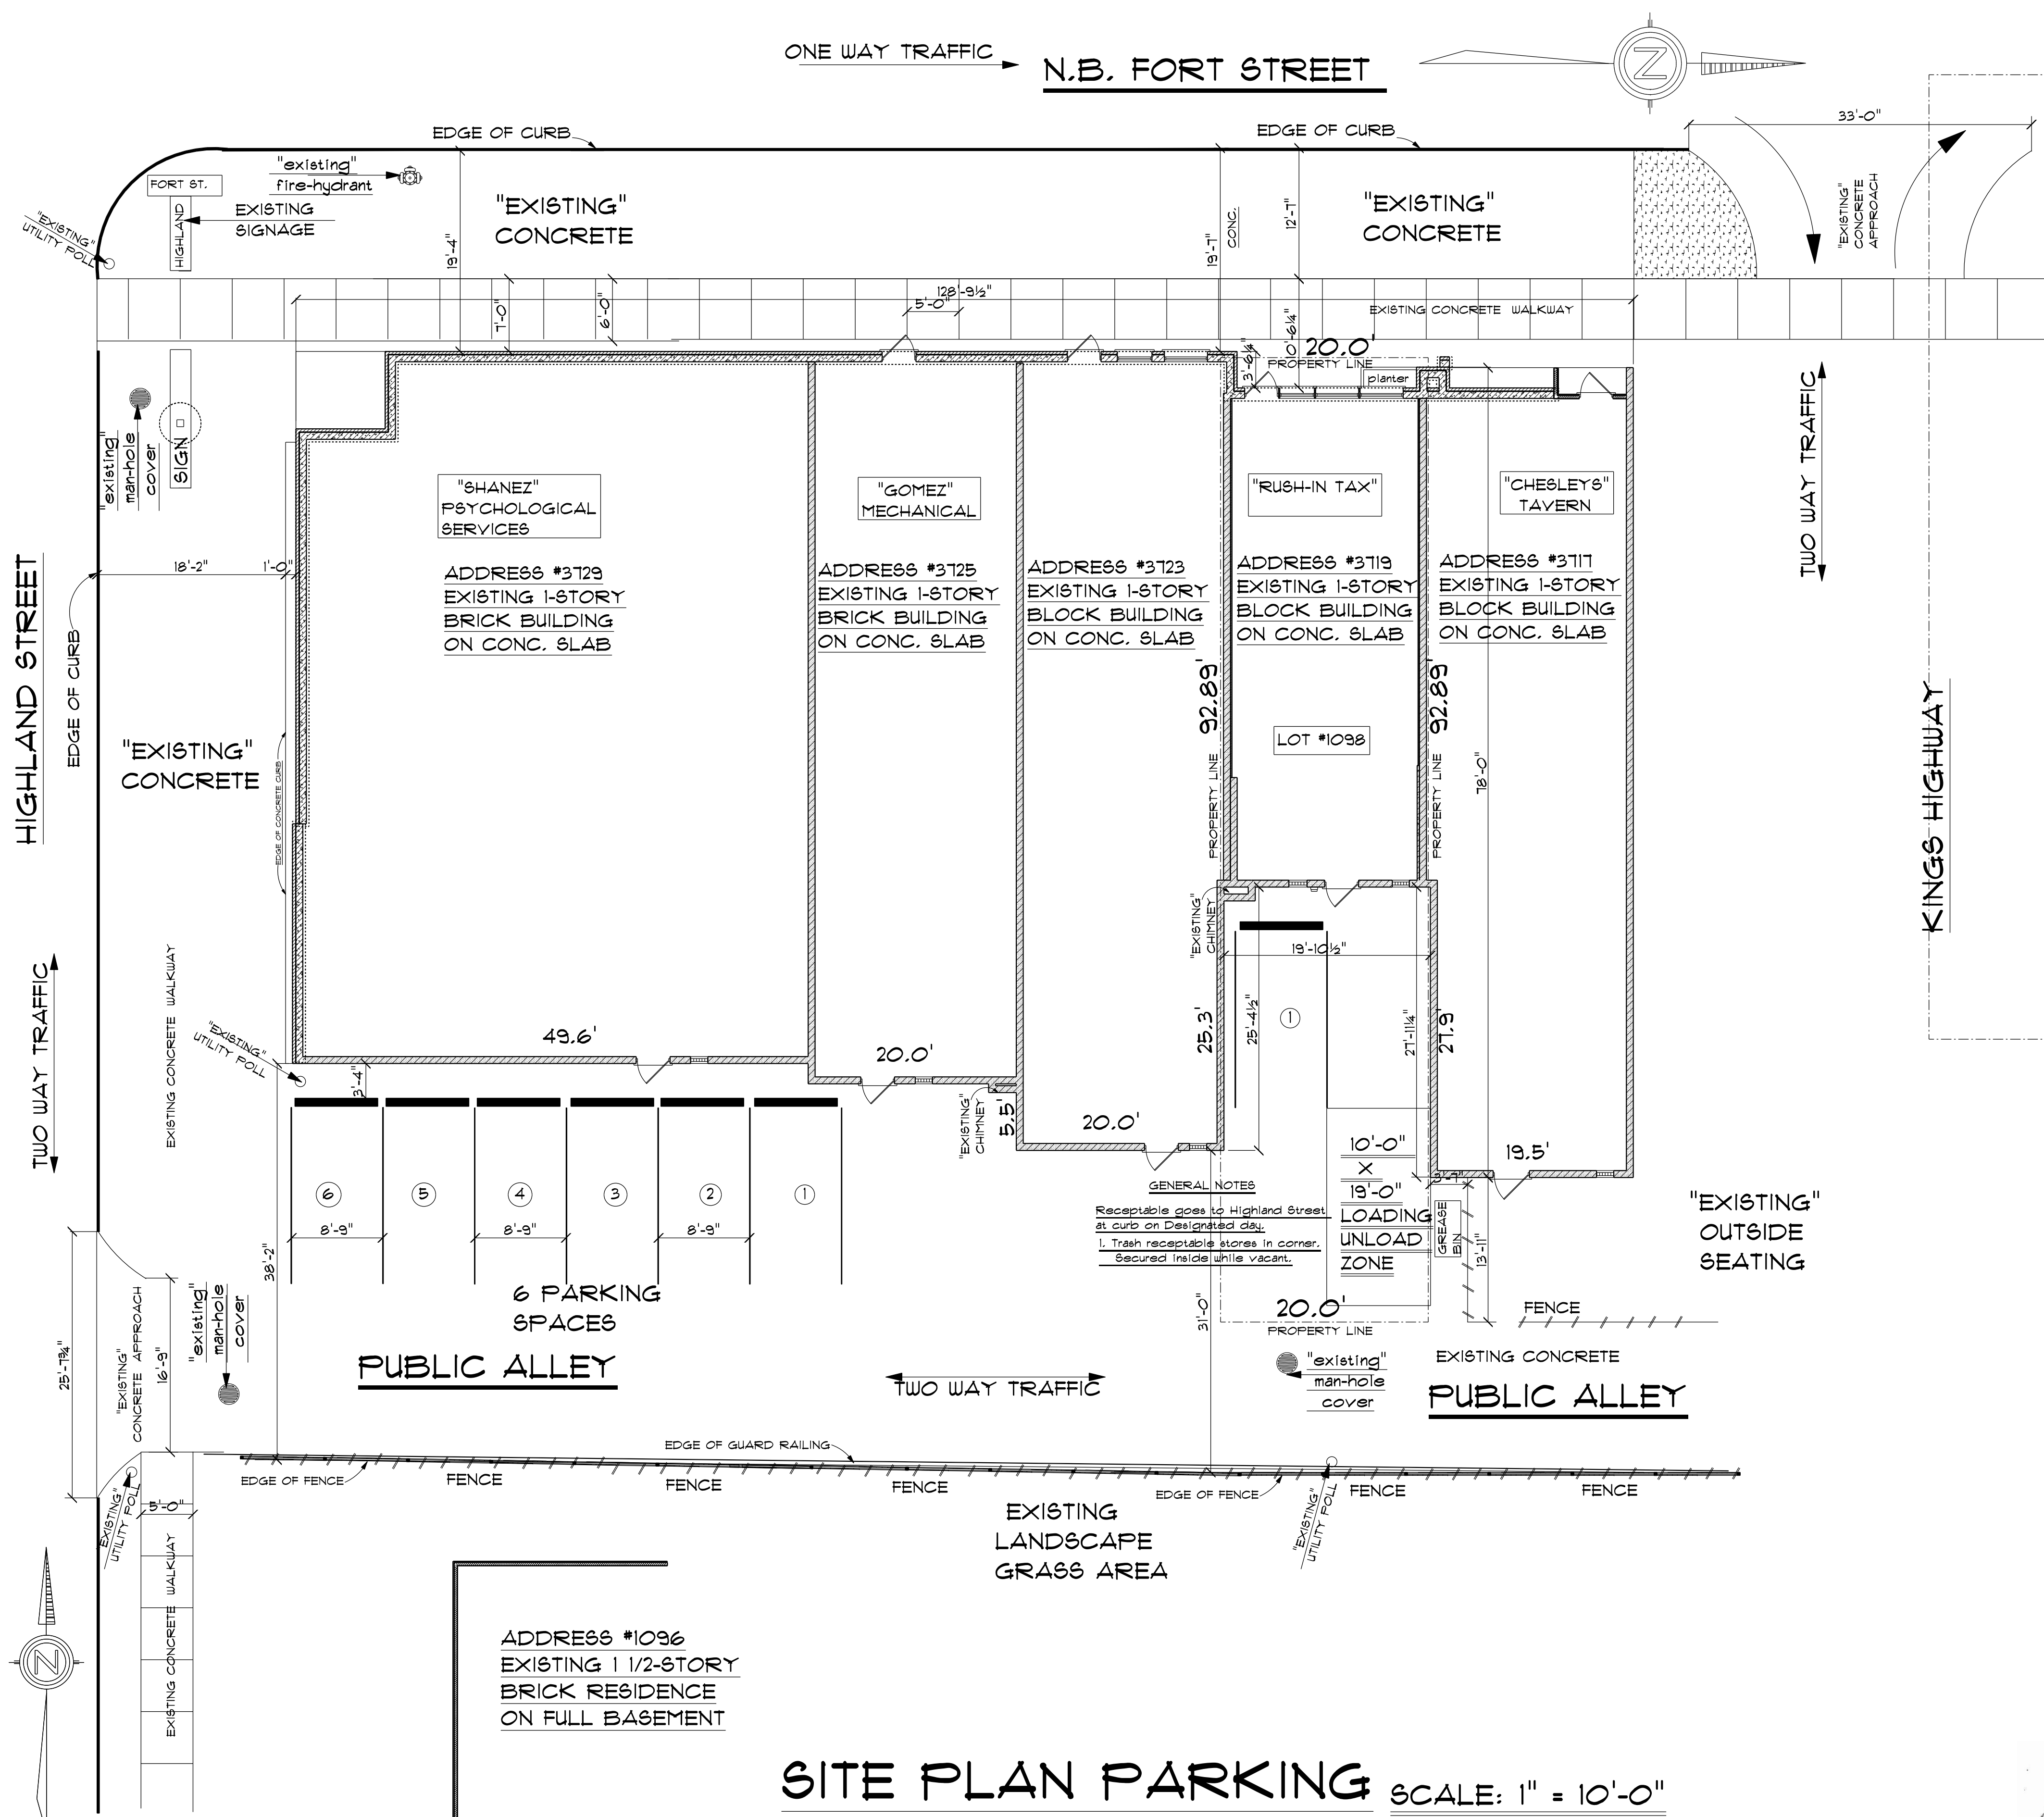 ONE WAY TRAFFIC
N.B. FORT STREET
N
33'-0"
EDGE OF CURB
EDGE OF CURB
"existing"
fire-hydrant
FORT ST.
HIGHLAND
EXISTING
SIGNAGE
"EXISTING"
UTILITY POLL
"EXISTING"
CONCRETE
19'-4"
19'-7"
CONC.
12'-7"
"EXISTING"
CONCRETE
"EXISTING"
CONCRETE
APPROACH
128'-9½"
5'-0"
7'-0"
6'-0"
EXISTING CONCRETE WALKWAY
3'-6¼"
20.0'
PROPERTY LINE
planter
"existing"
man-hole
cover
SIGN
TWO WAY TRAFFIC
"SHANEZ"
PSYCHOLOGICAL
SERVICES
"GOMEZ"
MECHANICAL
"RUSH-IN TAX"
"CHESLEYS"
TAVERN
18'-2"
1'-0"
ADDRESS #3729
EXISTING 1-STORY
BRICK BUILDING
ON CONC. SLAB
ADDRESS #3725
EXISTING 1-STORY
BRICK BUILDING
ON CONC. SLAB
ADDRESS #3723
EXISTING 1-STORY
BLOCK BUILDING
ON CONC. SLAB
ADDRESS #3719
EXISTING 1-STORY
BLOCK BUILDING
ON CONC. SLAB
ADDRESS #3717
EXISTING 1-STORY
BLOCK BUILDING
ON CONC. SLAB
HIGHLAND STREET
EDGE OF CURB
"EXISTING"
CONCRETE
EDGE OF CONCRETE CURB
92.89'
PROPERTY LINE
LOT #1098
92.89'
PROPERTY LINE
78'-0"
KINGS HIGHWAY
TWO WAY TRAFFIC
EXISTING CONCRETE WALKWAY
"EXISTING"
UTILITY POLL
"EXISTING"
CHIMNEY
19'-10½"
49.6'
20.0'
25.3'
25'-4½"
1
27'-11¼"
27.9'
3'-4"
"EXISTING"
CHIMNEY
5.5'
20.0'
10'-0"
X
19'-0"
LOADING
UNLOAD
ZONE
19.5'
6
5
4
3
2
1
8'-9"
8'-9"
8'-9"
GENERAL NOTES
Receptable goes to Highland Street
at curb on Designated day.
1. Trash receptable stores in corner.
Secured inside while vacant.
GREASE
BIN
13'-11"
"EXISTING"
OUTSIDE
SEATING
38'-2"
6 PARKING
SPACES
31'-0"
20.0'
PROPERTY LINE
FENCE
25'-7¾"
"EXISTING"
CONCRETE APPROACH
16'-9"
"existing"
man-hole
cover
PUBLIC ALLEY
TWO WAY TRAFFIC
"existing"
man-hole
cover
EXISTING CONCRETE
PUBLIC ALLEY
EDGE OF GUARD RAILING
EDGE OF FENCE
FENCE
FENCE
FENCE
EDGE OF FENCE
FENCE
FENCE
"EXISTING"
UTILITY POLL
5'-0"
EXISTING
LANDSCAPE
GRASS AREA
"EXISTING"
UTILITY POLL
EXISTING CONCRETE WALKWAY
N
ADDRESS #1096
EXISTING 1 1/2-STORY
BRICK RESIDENCE
ON FULL BASEMENT
SITE PLAN PARKING
SCALE: 1" = 10'-0"